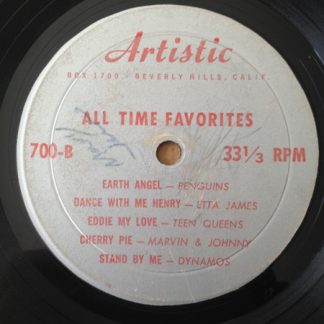 Artistic
BOX 1700 - BEVERLY HILLS, CALIF.
ALL TIME FAVORITES
700-B 33⅓ RPM
EARTH ANGEL — PENGUINS
DANCE WITH ME HENRY — ETTA JAMES
EDDIE MY LOVE — TEEN QUEENS
CHERRY PIE — MARVIN & JOHNNY
STAND BY ME — DYNAMOS